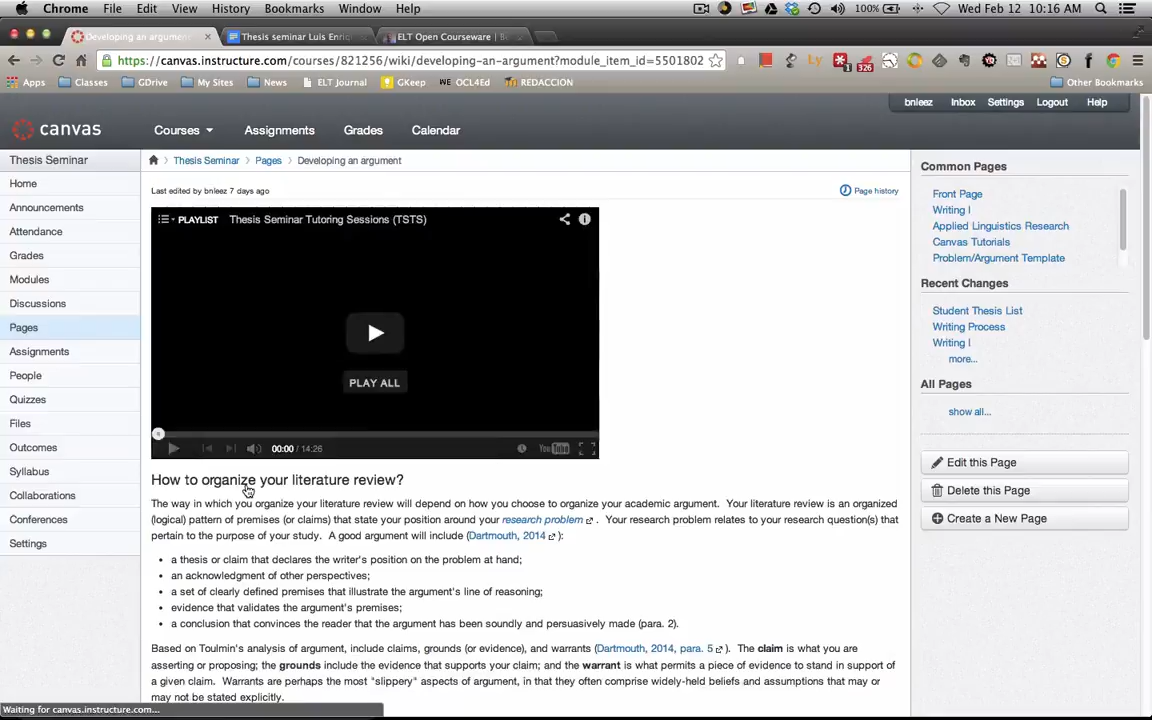 Chrome File Edit View History Bookmarks Window Help 100% Wed Feb 12 10:16 AM
Developing an argument Thesis seminar Luis Enri ELT Open Courseware | B
https://canvas.instructure.com/courses/821256/wiki/developing-an-argument?module_item_id=5501802
Apps Classes GDrive My Sites News ELT Journal GKeep WE OCL4Ed REDACCION Other Bookmarks
bnleez Inbox Settings Logout Help
canvas Courses Assignments Grades Calendar
Thesis Seminar
Home
Announcements
Attendance
Grades
Modules
Discussions
Pages
Assignments
People
Quizzes
Files
Outcomes
Syllabus
Collaborations
Conferences
Settings
Thesis Seminar Pages Developing an argument
Last edited by bnleez 7 days ago Page history
PLAYLIST Thesis Seminar Tutoring Sessions (TSTS)
PLAY ALL
00:00 / 14:26 YouTube
How to organize your literature review?
The way in which you organize your literature review will depend on how you choose to organize your academic argument. Your literature review is an organized
(logical) pattern of premises (or claims) that state your position around your research problem . Your research problem relates to your research question(s) that
pertain to the purpose of your study. A good argument will include (Dartmouth, 2014 ):
• a thesis or claim that declares the writer's position on the problem at hand;
• an acknowledgment of other perspectives;
• a set of clearly defined premises that illustrate the argument's line of reasoning;
• evidence that validates the argument's premises;
• a conclusion that convinces the reader that the argument has been soundly and persuasively made (para. 2).
Based on Toulmin's analysis of argument, include claims, grounds (or evidence), and warrants (Dartmouth, 2014, para. 5 ). The claim is what you are
asserting or proposing; the grounds include the evidence that supports your claim; and the warrant is what permits a piece of evidence to stand in support of
a given claim. Warrants are perhaps the most "slippery" aspects of argument, in that they often comprise widely-held beliefs and assumptions that may or
may not be stated explicitly.
Common Pages
Front Page
Writing I
Applied Linguistics Research
Canvas Tutorials
Problem/Argument Template
Recent Changes
Student Thesis List
Writing Process
Writing I
more...
All Pages
show all...
Edit this Page
Delete this Page
Create a New Page
Waiting for canvas.instructure.com...